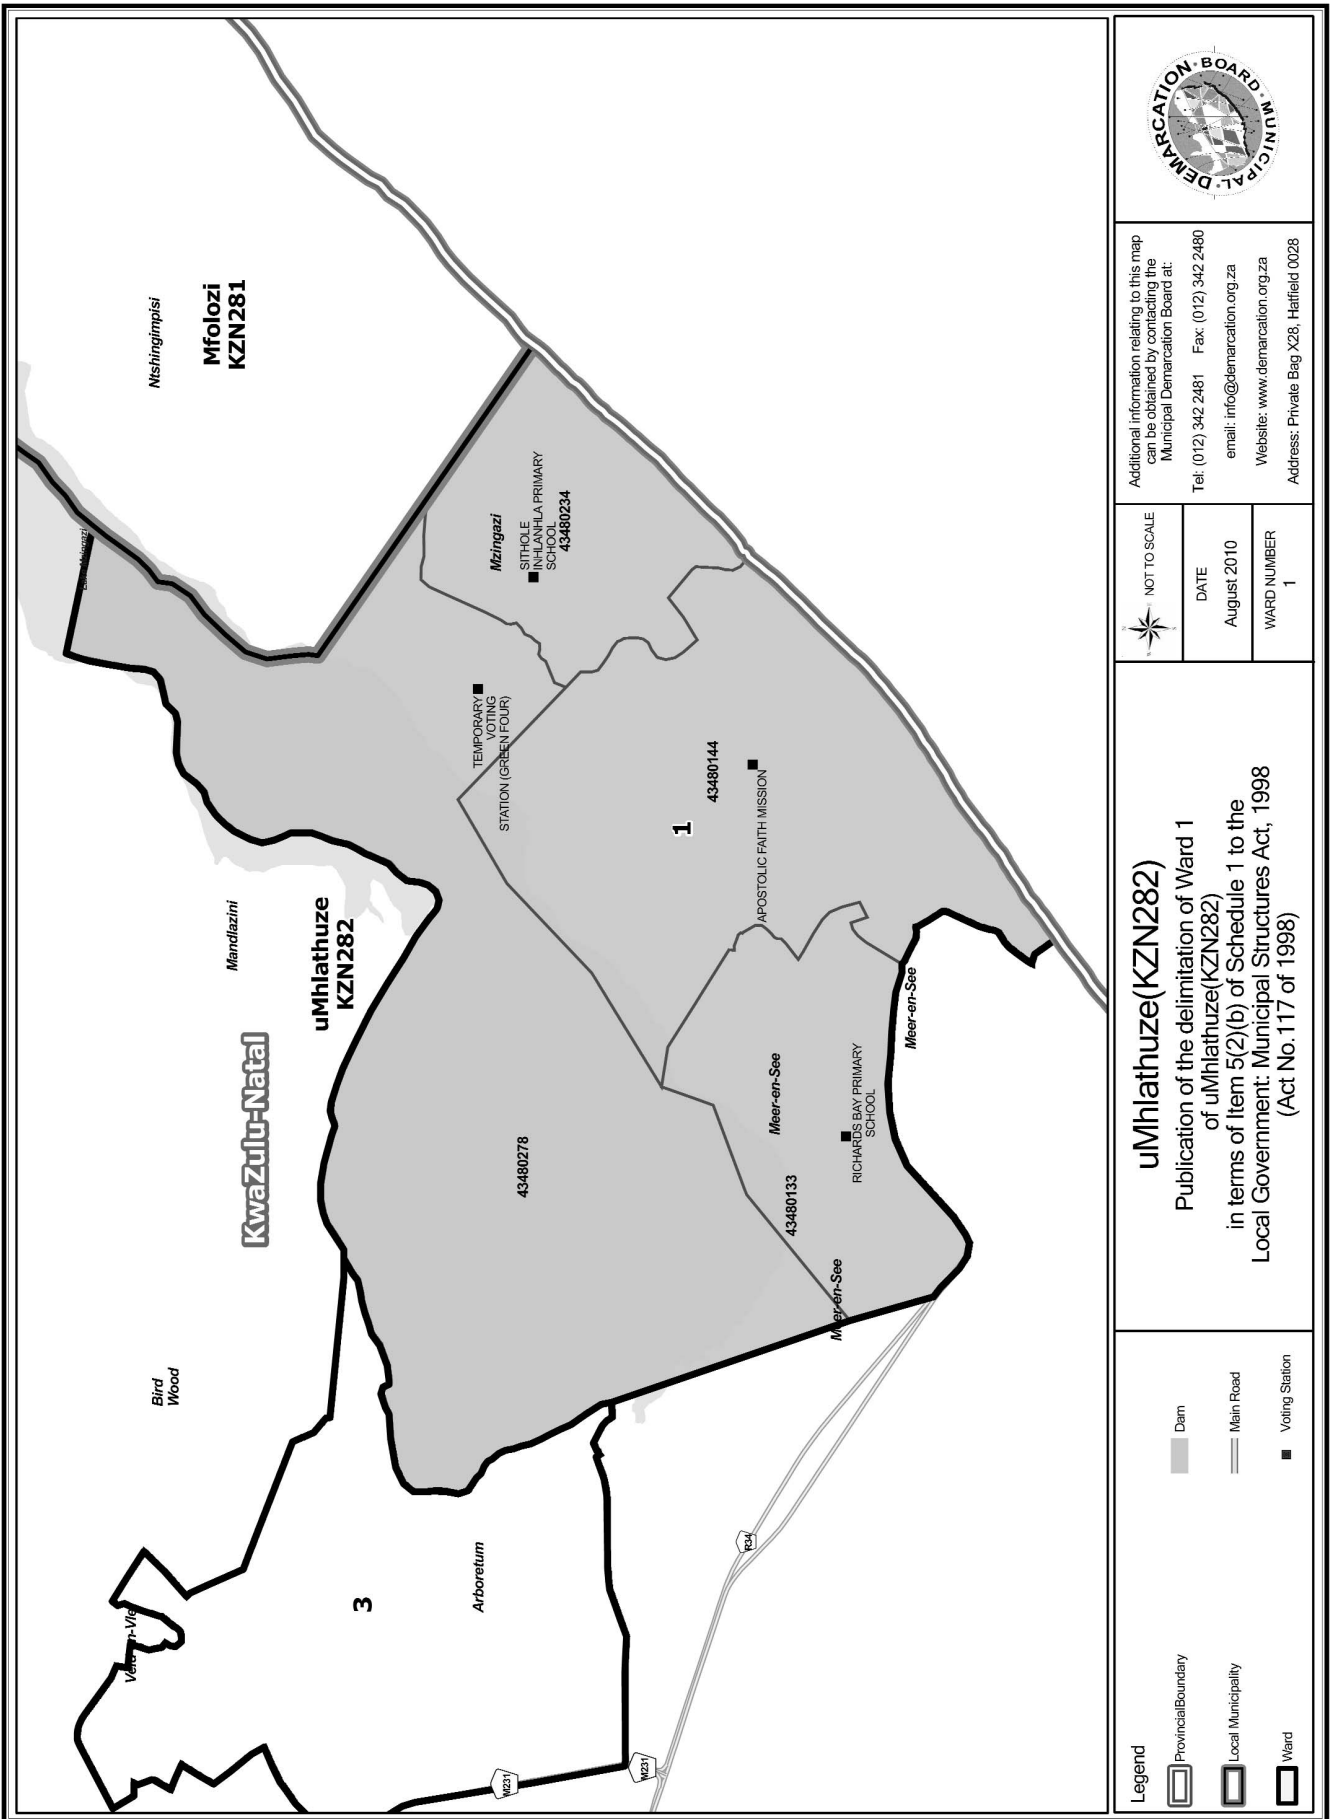 Bird
Wood
Mandlazini
Ntshingimpisi
KwaZulu-Natal
uMhlathuze
KZN282
Mfolozi
KZN281
3
Arboretum
M231
M231
R34
43480278
TEMPORARY
VOTING
STATION (GREEN FOUR)
Mzingazi
SITHOLE
INHLANHLA PRIMARY
SCHOOL
43480234
1
43480144
APOSTOLIC FAITH MISSION
Meer-en-See
43480133
RICHARDS BAY PRIMARY
SCHOOL
Meer-en-See
Meer-en-See
Legend
ProvincialBoundary
Local Municipality
Ward
Dam
Main Road
Voting Station
uMhlathuze(KZN282)
Publication of the delimitation of Ward 1
of uMhlathuze(KZN282)
in terms of Item 5(2)(b) of Schedule 1 to the
Local Government: Municipal Structures Act, 1998
(Act No.117 of 1998)
NOT TO SCALE
DATE
August 2010
WARD NUMBER
1
Additional information relating to this map
can be obtained by contacting the
Municipal Demarcation Board at:
Tel: (012) 342 2481 Fax: (012) 342 2480
email: info@demarcation.org.za
Website: www.demarcation.org.za
Address: Private Bag X28, Hatfield 0028
MUNICIPAL DEMARCATION BOARD